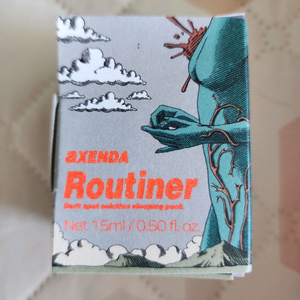 AXENDA
Routiner
Dark spot solution sleeping pack
Net 15ml / 0.50 fl. oz.